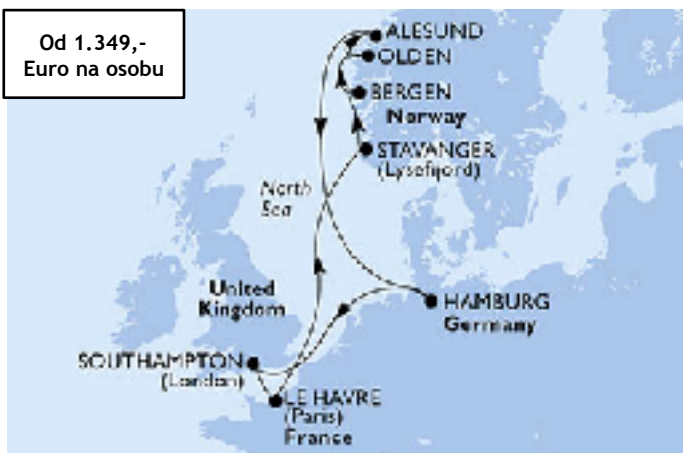 Od 1.349,-
Euro na osobu
ALESUND
OLDEN
BERGEN
Norway
STAVANGER
(Lysefijord)
North
Sea
United
Kingdom
HAMBURG
Germany
SOUTHAMPTON
(London)
LE HAVRE
(Paris)
France